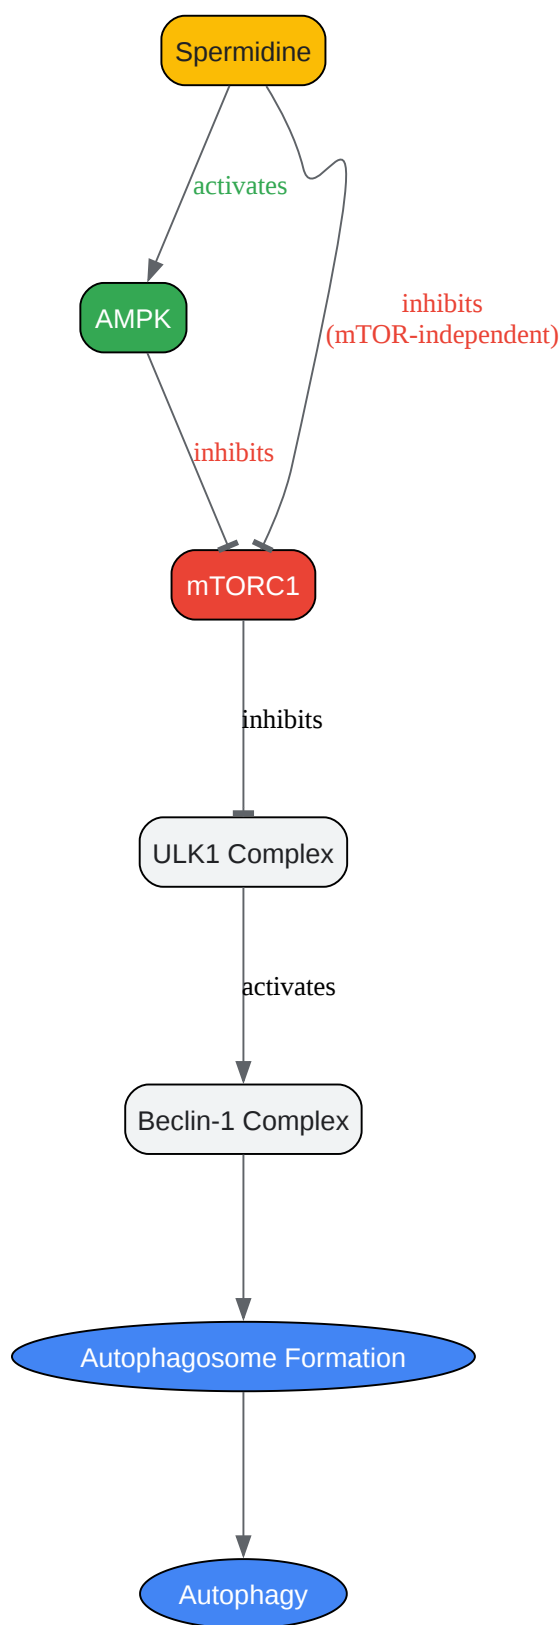 Spermidine
activates
AMPK
inhibits
(mTOR-independent)
inhibits
mTORC1
inhibits
ULK1 Complex
activates
Beclin-1 Complex
Autophagosome Formation
Autophagy